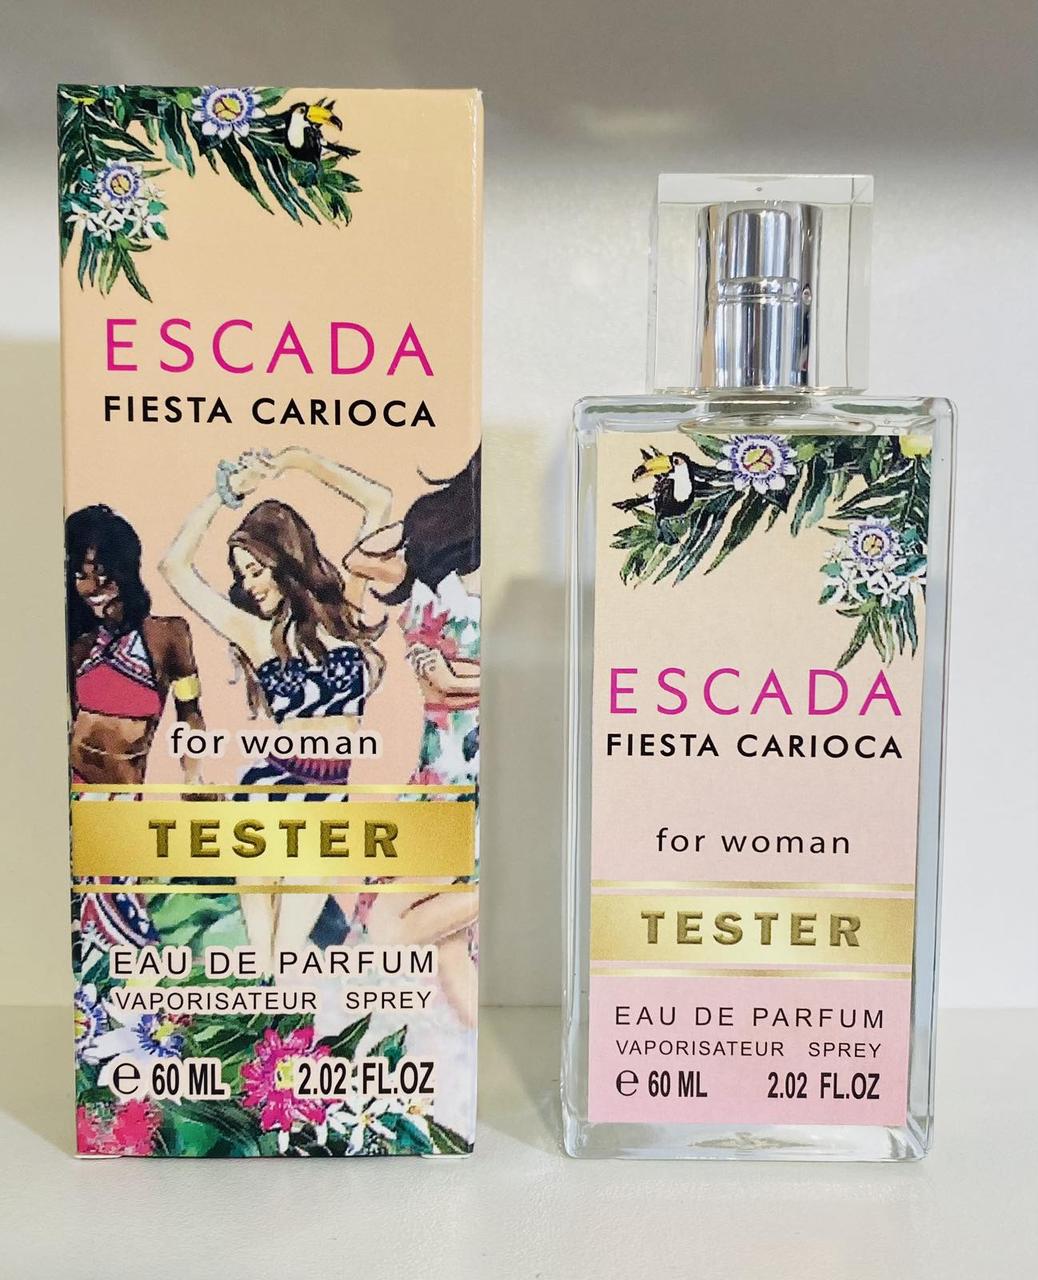 ESCADA
FIESTA CARIOCA
for woman
TESTER
EAU DE PARFUM
VAPORISATEUR SPREY
℮ 60 ML 2.02 FL.OZ
ESCADA
FIESTA CARIOCA
for woman
TESTER
EAU DE PARFUM
VAPORISATEUR SPREY
℮ 60 ML 2.02 FL.OZ